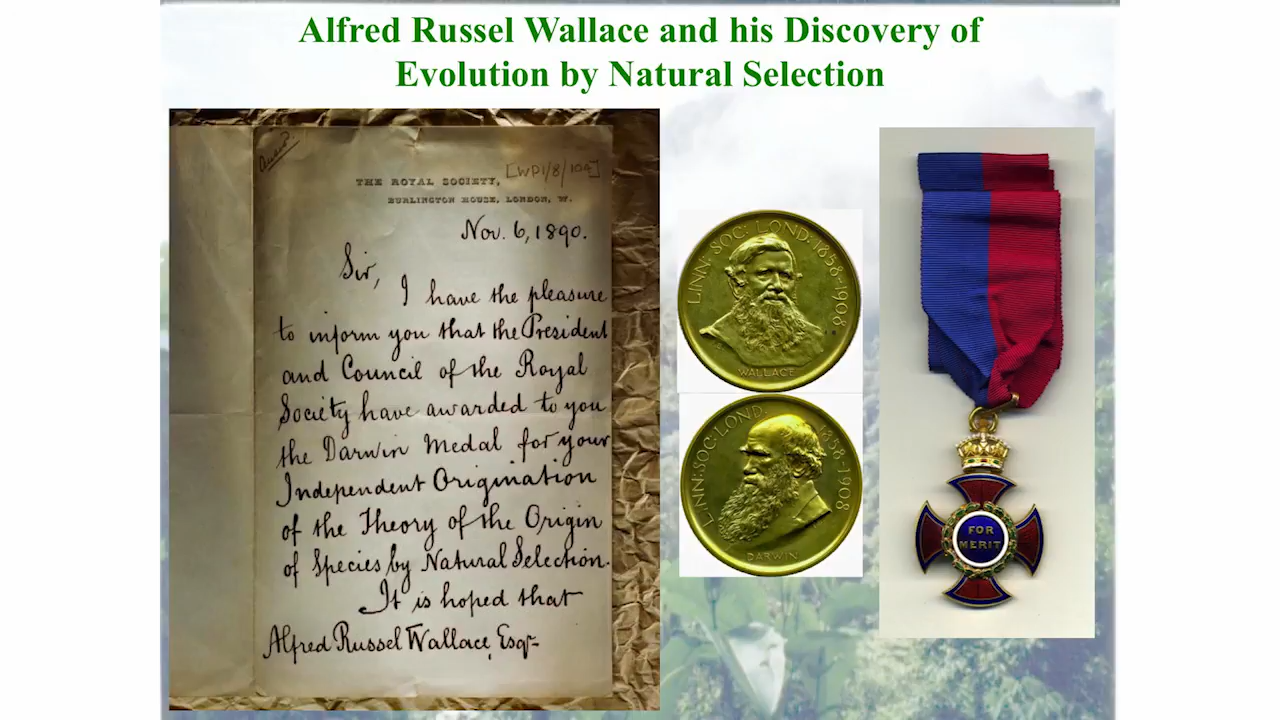 Alfred Russel Wallace and his Discovery of
Evolution by Natural Selection
Answd.
[WP1/8/104]
THE ROYAL SOCIETY,
BURLINGTON HOUSE, LONDON, W.
Nov. 6, 1890.
Sir,
I have the pleasure
to inform you that the President
and Council of the Royal
Society have awarded to you
the Darwin Medal for your
Independent Origination
of the Theory of the Origin
of Species by Natural Selection.
It is hoped that
Alfred Russel Wallace, Esqr
LINN: SOC: LOND: 1858-1908
WALLACE
LINN: SOC: LOND. 1858-1908
DARWIN
FOR
MERIT